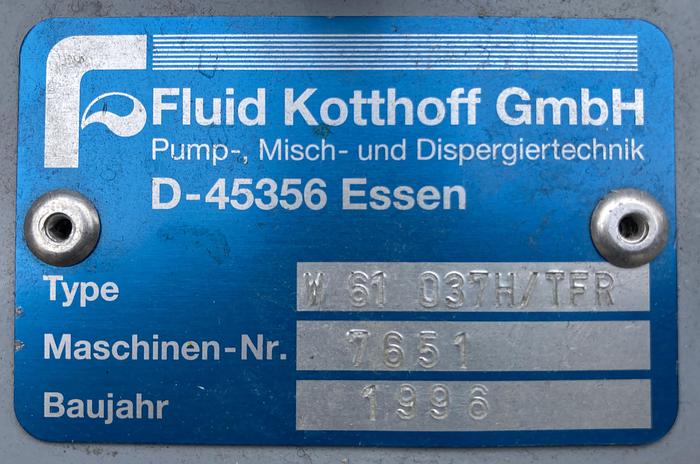 Fluid Kotthoff GmbH
Pump-, Misch- und Dispergiertechnik
D-45356 Essen
Type W 61 037H/TFR
Maschinen-Nr. 7651
Baujahr 1996